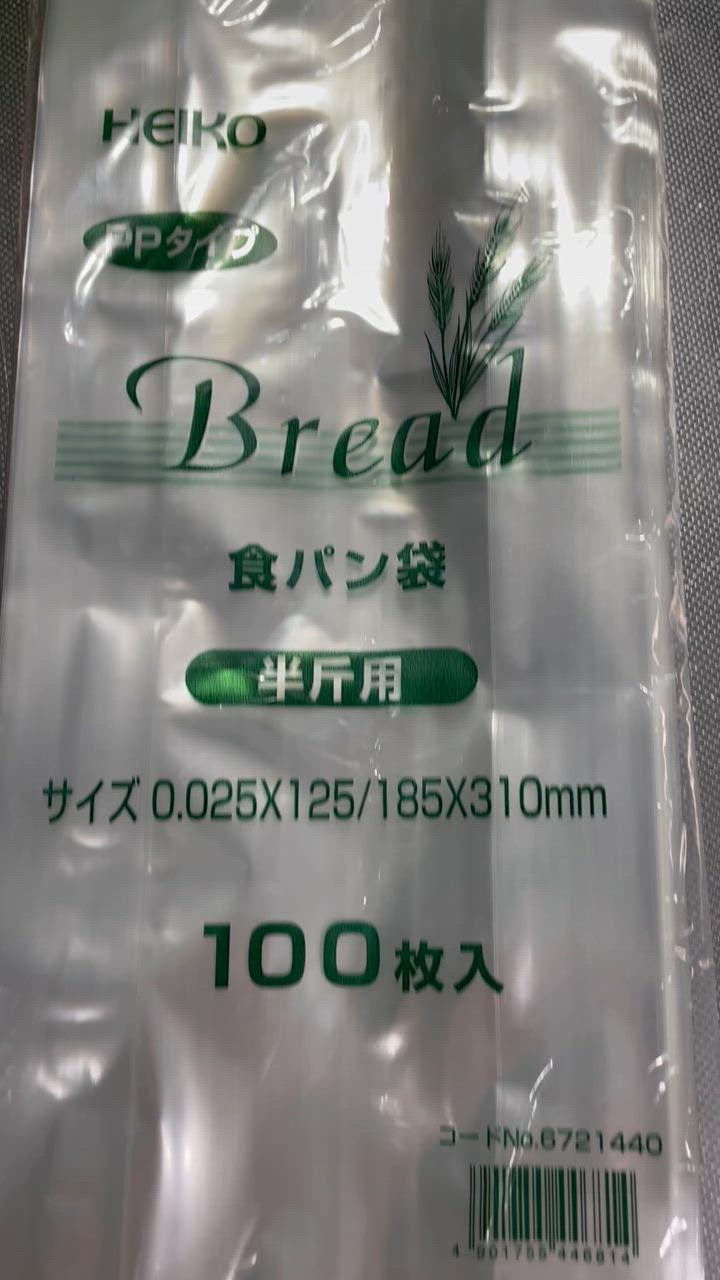 HEIKO
PPタイプ
Bread
食パン袋
半斤用
サイズ 0.025X125/185X310mm
100枚入
コードNo.6721440
4 901755 446814